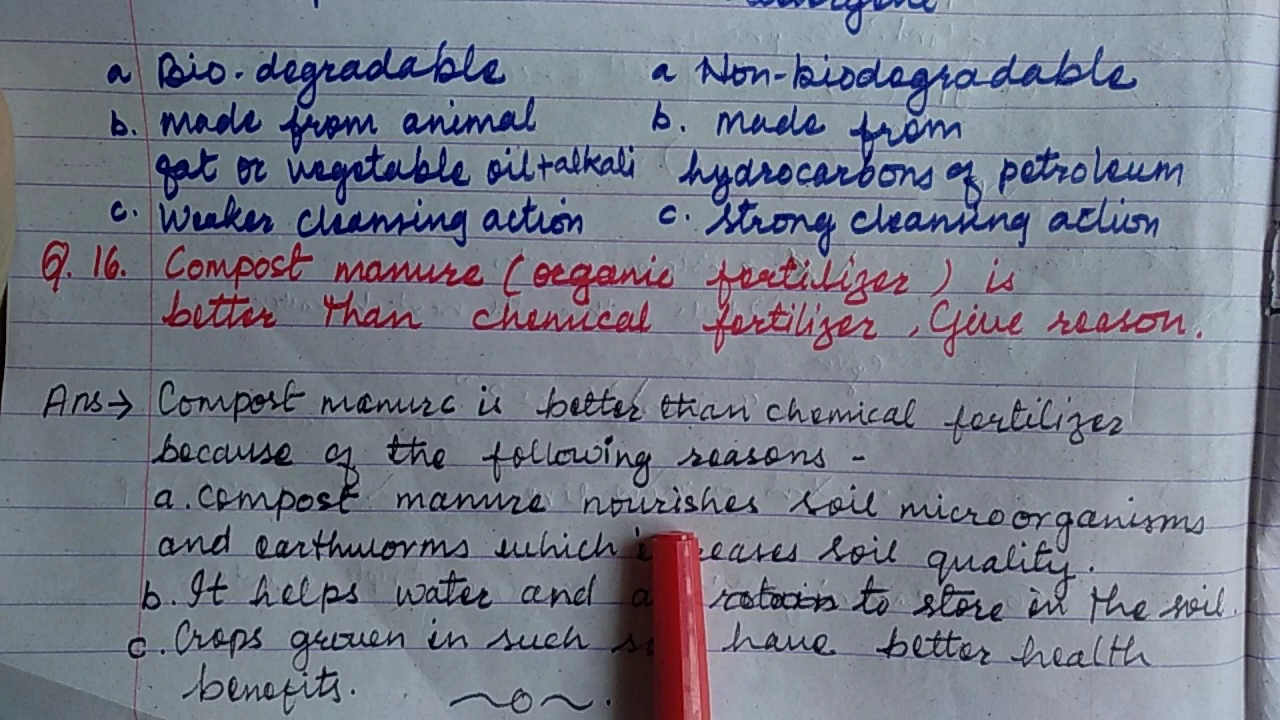 a Bio-degradable a Non-biodegradable
b. made from animal b. made from
fat or vegetable oil+alkali hydrocarbons of petroleum
c. Weaker cleansing action c. strong cleansing action
Q. 16. Compost manure (organic fertilizer) is
better than chemical fertilizer, Give reason.
Ans→ Compost manure is better than chemical fertilizer
because of the following reasons -
a. compost manure nourishes soil microorganisms
and earthworms which soil quality.
b. It helps water and to store in the soil.
c. Crops grown in such have better health
benefits.